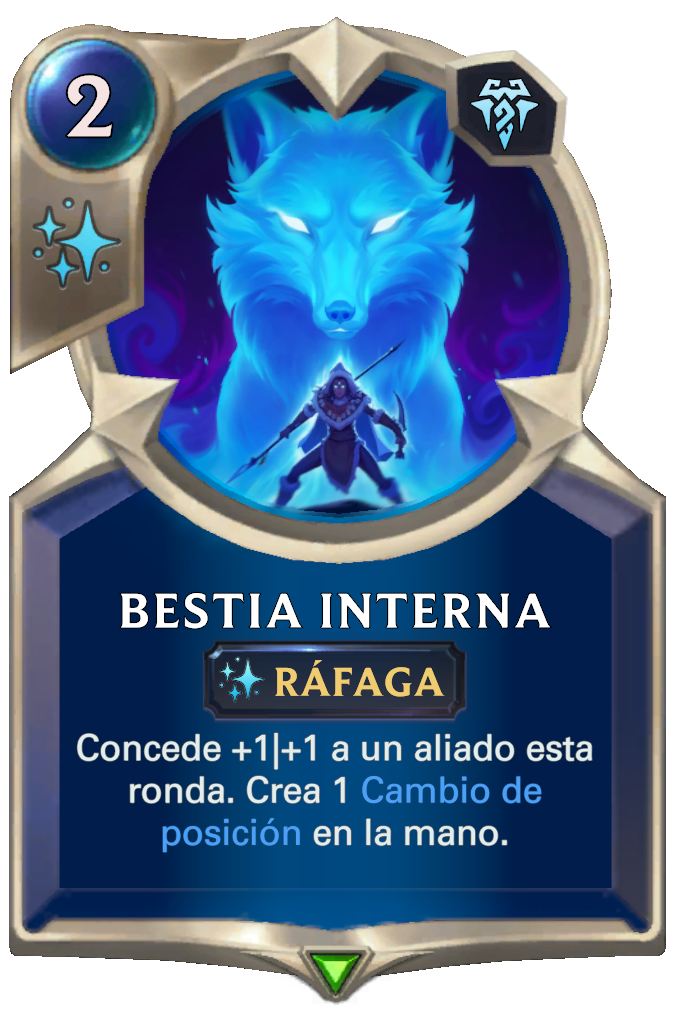 2
BESTIA INTERNA
RÁFAGA
Concede +1|+1 a un aliado esta
ronda. Crea 1 Cambio de
posición en la mano.